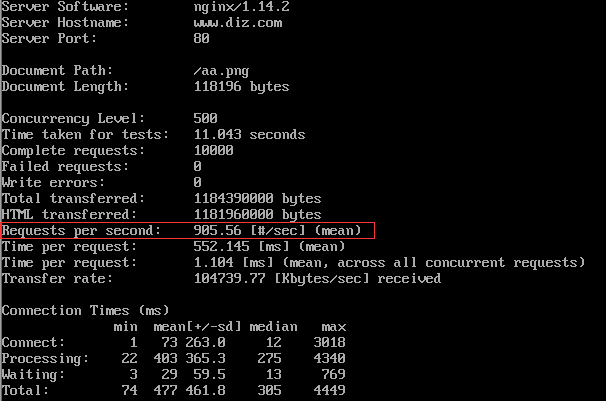 Server Software:        nginx/1.14.2
Server Hostname:        www.diz.com
Server Port:            80
Document Path:          /aa.png
Document Length:        118196 bytes
Concurrency Level:      500
Time taken for tests:   11.043 seconds
Complete requests:      10000
Failed requests:        0
Write errors:           0
Total transferred:      1184390000 bytes
HTML transferred:       1181960000 bytes
Requests per second:    905.56 [#/sec] (mean)
Time per request:       552.145 [ms] (mean)
Time per request:       1.104 [ms] (mean, across all concurrent requests)
Transfer rate:          104739.77 [Kbytes/sec] received
Connection Times (ms)
              min  mean[+/-sd] median   max
Connect:        1   73 263.0     12    3018
Processing:    22  403 365.3    275    4340
Waiting:        3   29  59.5     13     769
Total:         74  477 461.8    305    4449